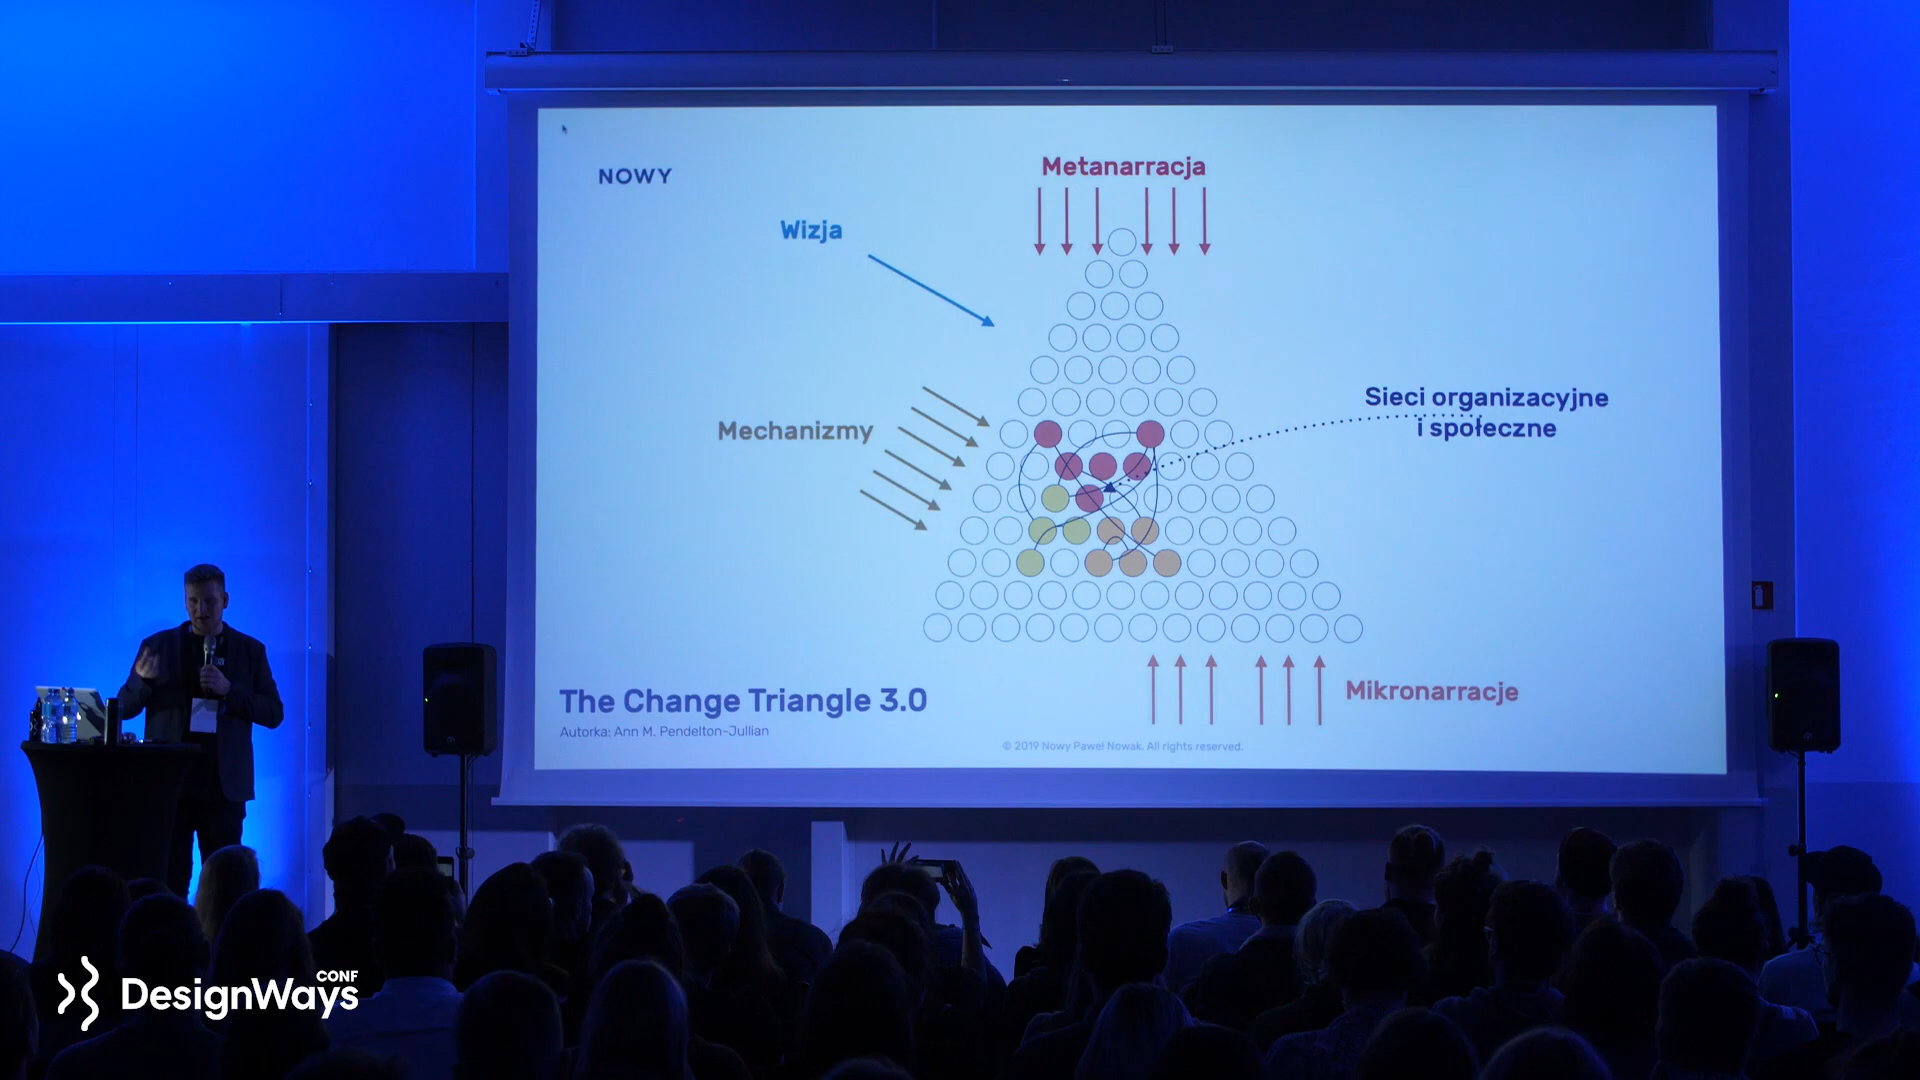 NOWY
Metanarracja
Wizja
Mechanizmy
Sieci organizacyjne
i społeczne
Mikronarracje
The Change Triangle 3.0
Autorka: Ann M. Pendelton-Jullian
© 2019 Nowy Paweł Nowak. All rights reserved.
DesignWays
CONF